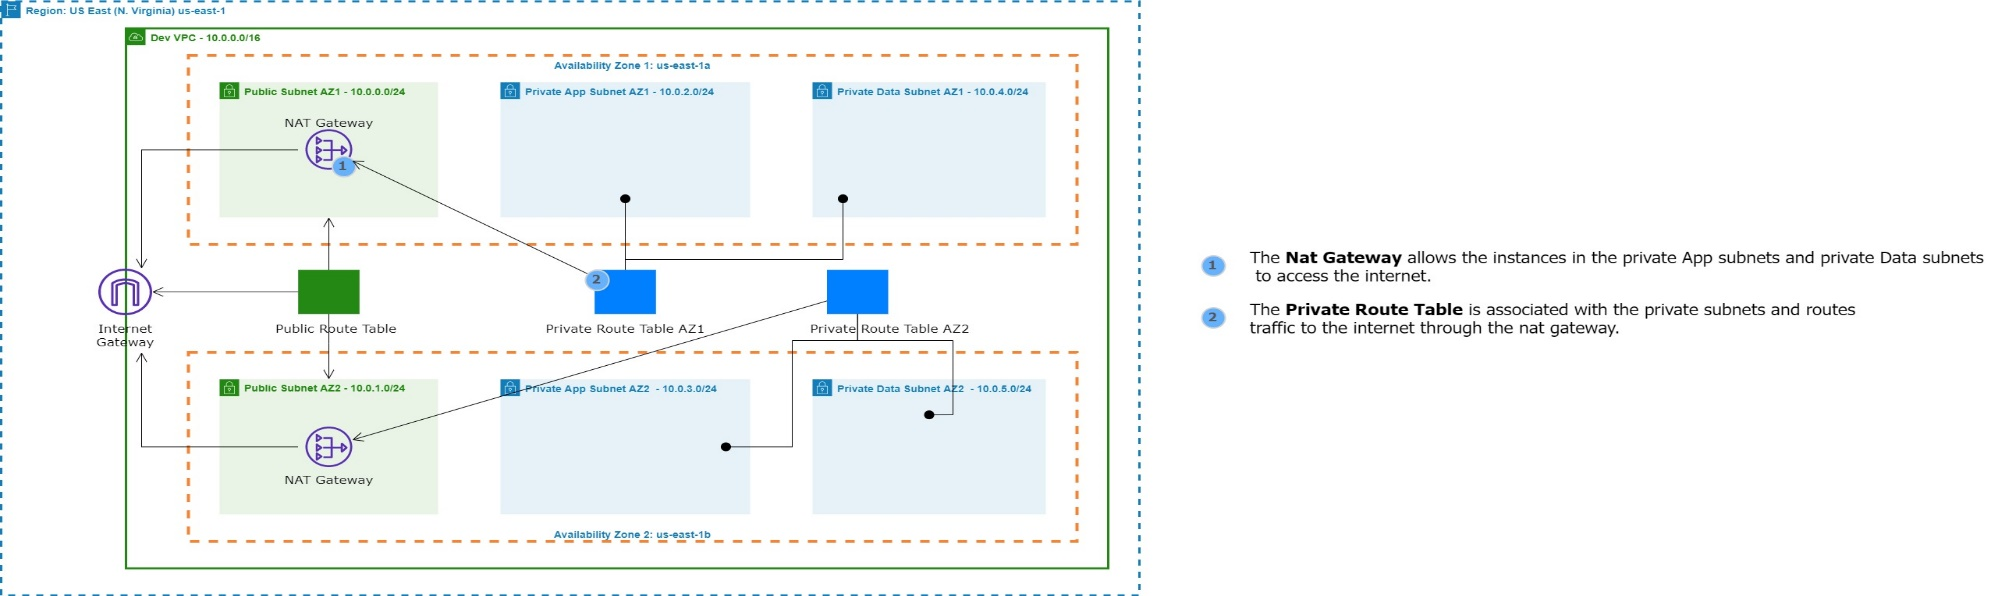 Region: US East (N. Virginia) us-east-1
Dev VPC - 10.0.0.0/16
Availability Zone 1: us-east-1a
Public Subnet AZ1 - 10.0.0.0/24
Private App Subnet AZ1 - 10.0.2.0/24
Private Data Subnet AZ1 - 10.0.4.0/24
NAT Gateway
1
2
Internet
Gateway
Public Route Table
Private Route Table AZ1
Private Route Table AZ2
Public Subnet AZ2 - 10.0.1.0/24
Private App Subnet AZ2 - 10.0.3.0/24
Private Data Subnet AZ2 - 10.0.5.0/24
NAT Gateway
Availability Zone 2: us-east-1b
1
The Nat Gateway allows the instances in the private App subnets and private Data subnets
to access the internet.
2
The Private Route Table is associated with the private subnets and routes
traffic to the internet through the nat gateway.